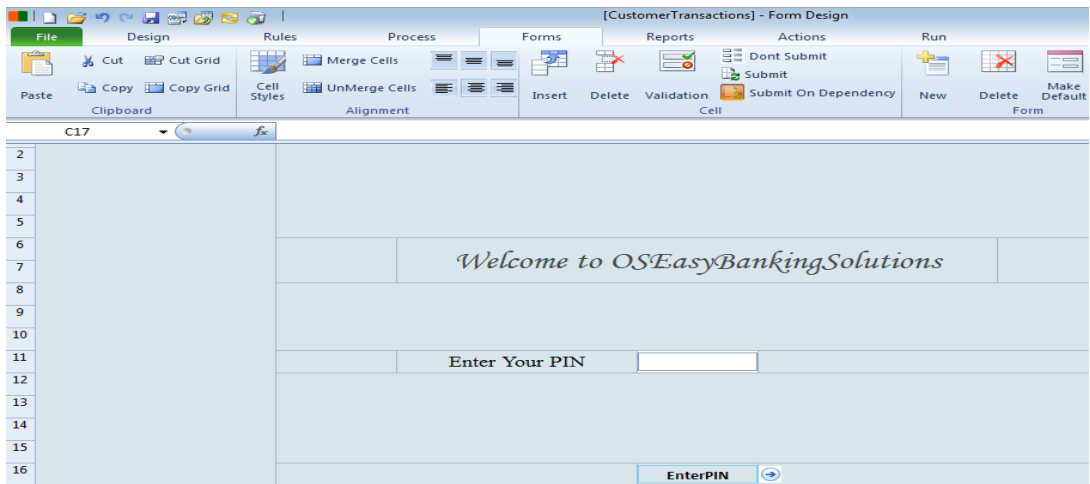 [CustomerTransactions] - Form Design
File Design Rules Process Forms Reports Actions Run
Cut Cut Grid Merge Cells Dont Submit
Submit
Copy Copy Grid UnMerge Cells Submit On Dependency
Paste Cell Styles Insert Delete Validation New Delete Make Default
Clipboard Alignment Cell Form
C17 fx
2
3
4
5
6
Welcome to OSEasyBankingSolutions
7
8
9
10
11 Enter Your PIN
12
13
14
15
16 EnterPIN